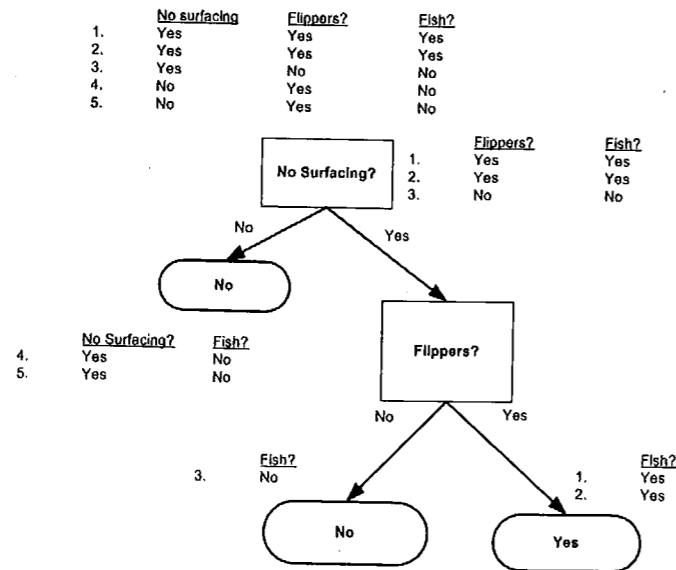 No surfacing Flippers? Fish?
1. Yes Yes Yes
2. Yes Yes Yes
3. Yes No No
4. No Yes No
5. No Yes No
Flippers? Fish?
1. Yes Yes
2. Yes Yes
3. No No
No Surfacing?
No Yes
No
Flippers?
No Surfacing? Fish?
4. Yes No
5. Yes No
No Yes
Fish?
3. No
Fish?
1. Yes
2. Yes
No
Yes